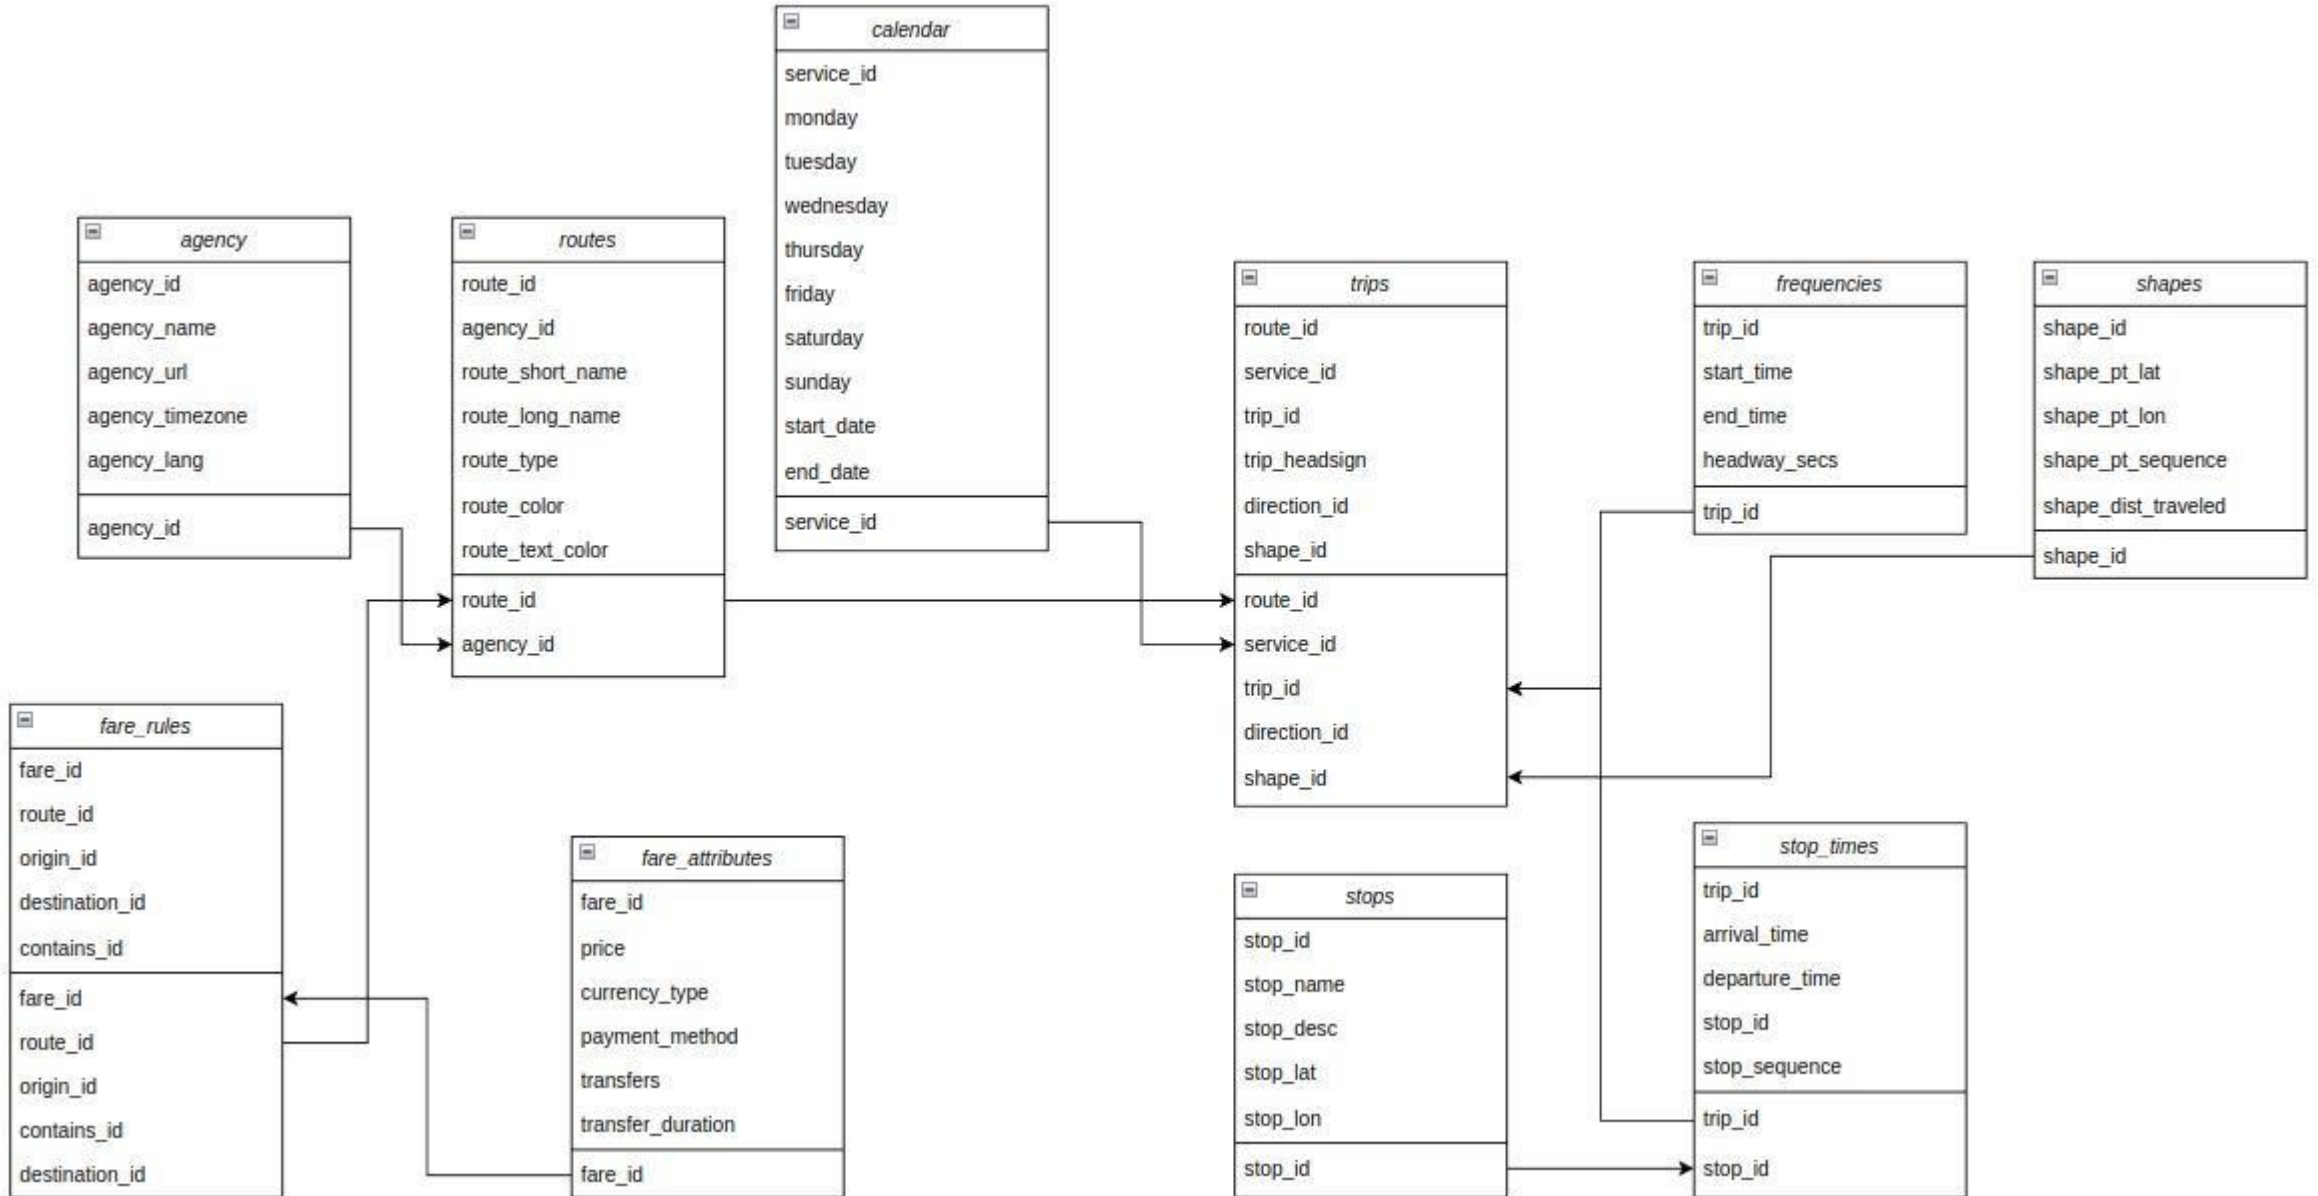 calendar
service_id
monday
tuesday
wednesday
thursday
friday
saturday
sunday
start_date
end_date
service_id
agency
agency_id
agency_name
agency_url
agency_timezone
agency_lang
agency_id
routes
route_id
agency_id
route_short_name
route_long_name
route_type
route_color
route_text_color
route_id
agency_id
trips
route_id
service_id
trip_id
trip_headsign
direction_id
shape_id
route_id
service_id
trip_id
direction_id
shape_id
frequencies
trip_id
start_time
end_time
headway_secs
trip_id
shapes
shape_id
shape_pt_lat
shape_pt_lon
shape_pt_sequence
shape_dist_traveled
shape_id
fare_rules
fare_id
route_id
origin_id
destination_id
contains_id
fare_id
route_id
origin_id
contains_id
destination_id
fare_attributes
fare_id
price
currency_type
payment_method
transfers
transfer_duration
fare_id
stops
stop_id
stop_name
stop_desc
stop_lat
stop_lon
stop_id
stop_times
trip_id
arrival_time
departure_time
stop_id
stop_sequence
trip_id
stop_id